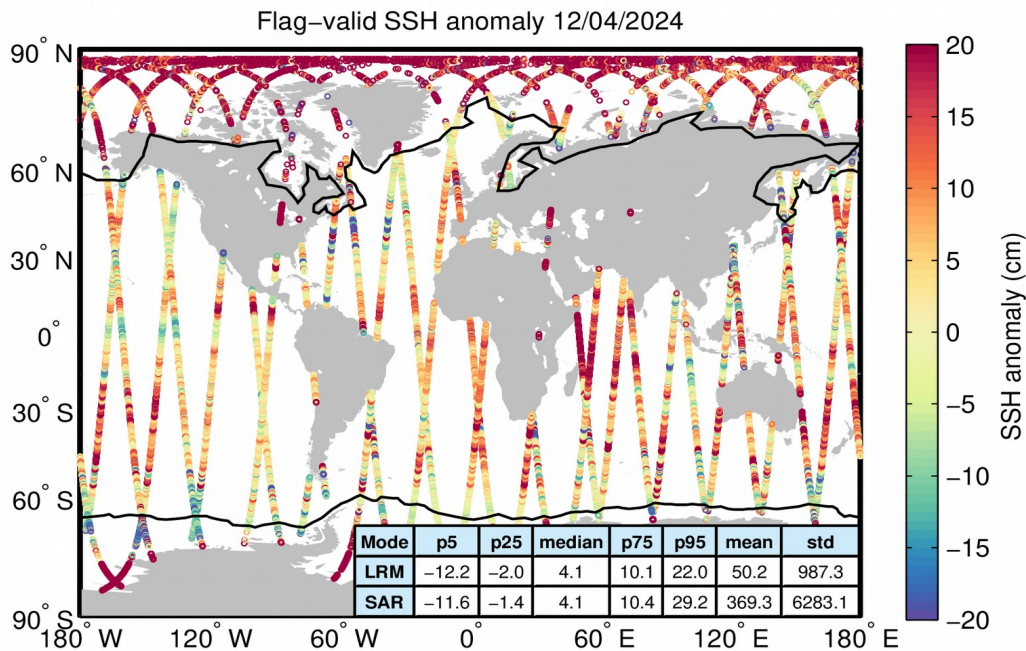 Flag−valid SSH anomaly 12/04/2024
90° N
60° N
30° N
0°
30° S
60° S
90° S
180° W
120° W
60° W
0°
60° E
120° E
180° E
Mode p5 p25 median p75 p95 mean std
LRM −12.2 −2.0 4.1 10.1 22.0 50.2 987.3
SAR −11.6 −1.4 4.1 10.4 29.2 369.3 6283.1
20
15
10
5
0
−5
−10
−15
−20
SSH anomaly (cm)